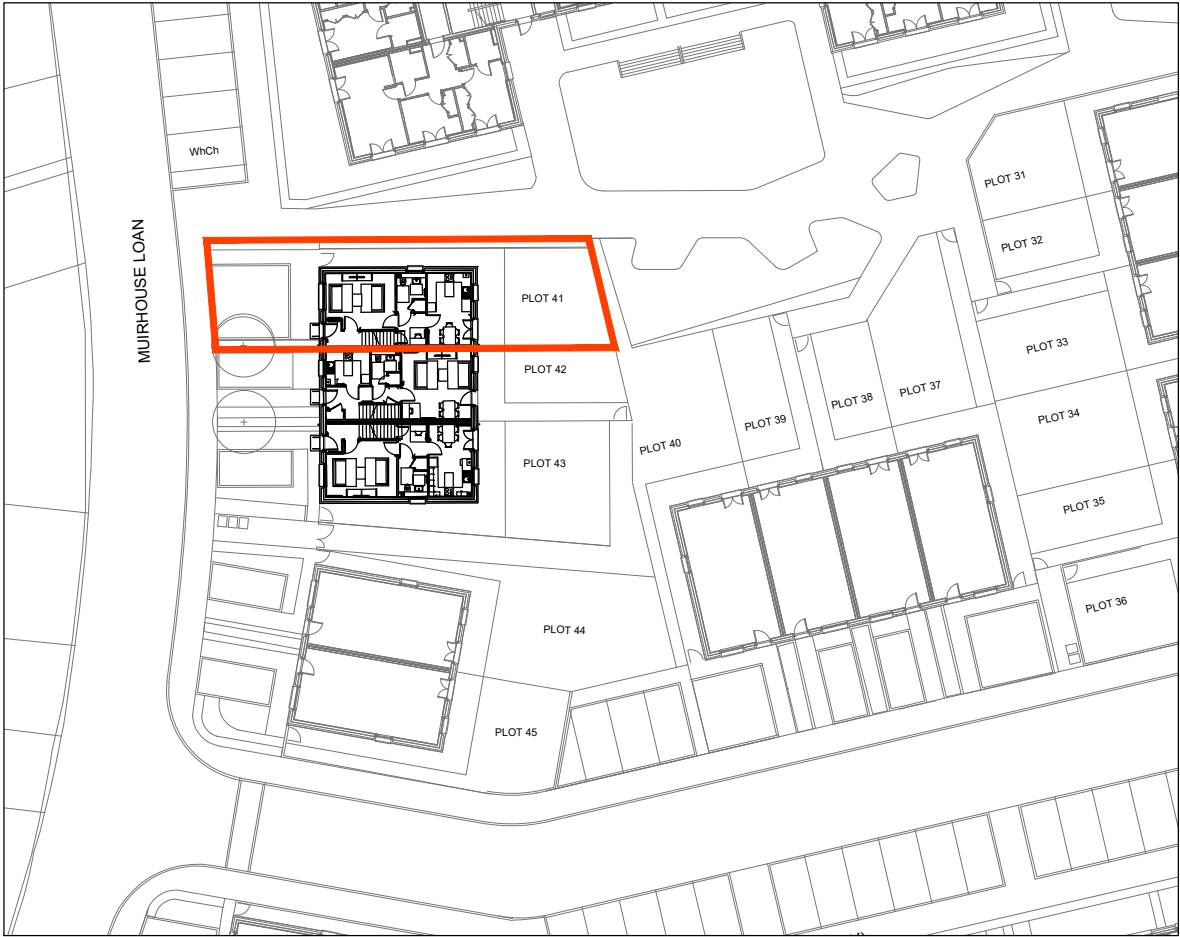 WhCh
MUIRHOUSE LOAN
PLOT 31
PLOT 32
PLOT 41
PLOT 42
PLOT 33
PLOT 37
PLOT 38
PLOT 39
PLOT 34
PLOT 40
PLOT 43
PLOT 35
PLOT 36
PLOT 44
PLOT 45